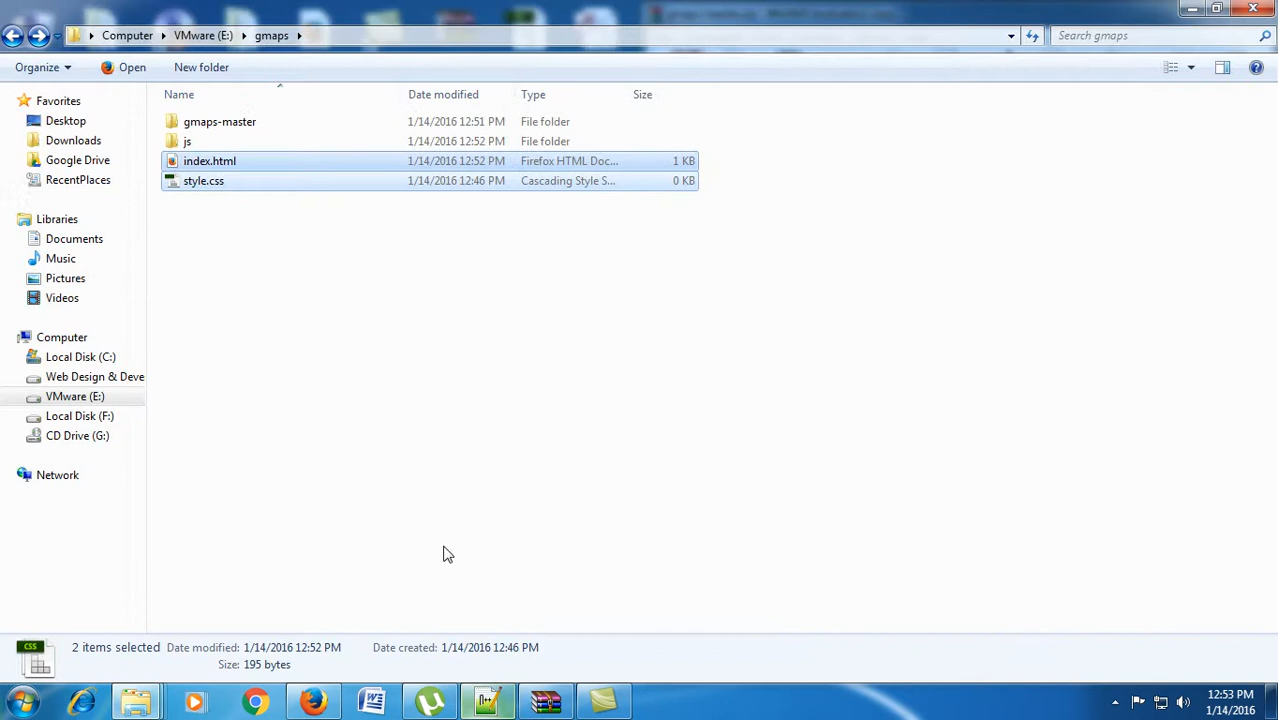 Computer VMware (E:) gmaps
Search gmaps
Organize Open New folder
Name Date modified Type Size
gmaps-master 1/14/2016 12:51 PM File folder
js 1/14/2016 12:52 PM File folder
index.html 1/14/2016 12:52 PM Firefox HTML Doc... 1 KB
style.css 1/14/2016 12:46 PM Cascading Style S... 0 KB
Favorites
Desktop
Downloads
Google Drive
RecentPlaces
Libraries
Documents
Music
Pictures
Videos
Computer
Local Disk (C:)
Web Design & Deve
VMware (E:)
Local Disk (F:)
CD Drive (G:)
Network
CSS
2 items selected Date modified: 1/14/2016 12:52 PM Date created: 1/14/2016 12:46 PM
Size: 195 bytes
12:53 PM
1/14/2016